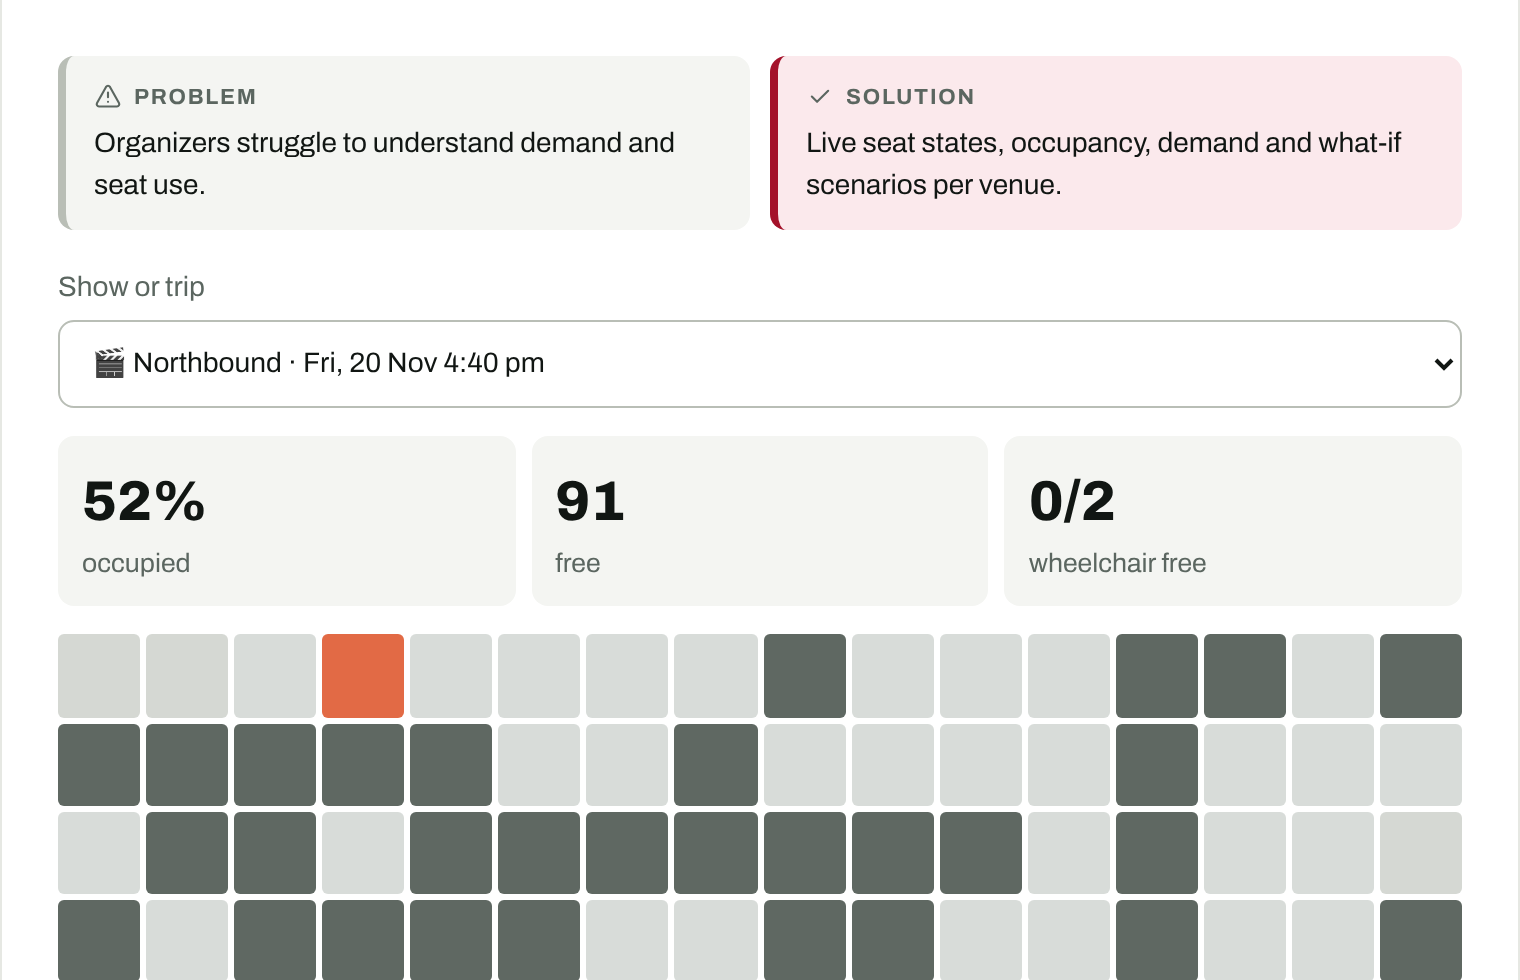 PROBLEM
Organizers struggle to understand demand and
seat use.
SOLUTION
Live seat states, occupancy, demand and what-if
scenarios per venue.
Show or trip
🎬 Northbound · Fri, 20 Nov 4:40 pm
52%
occupied
91
free
0/2
wheelchair free